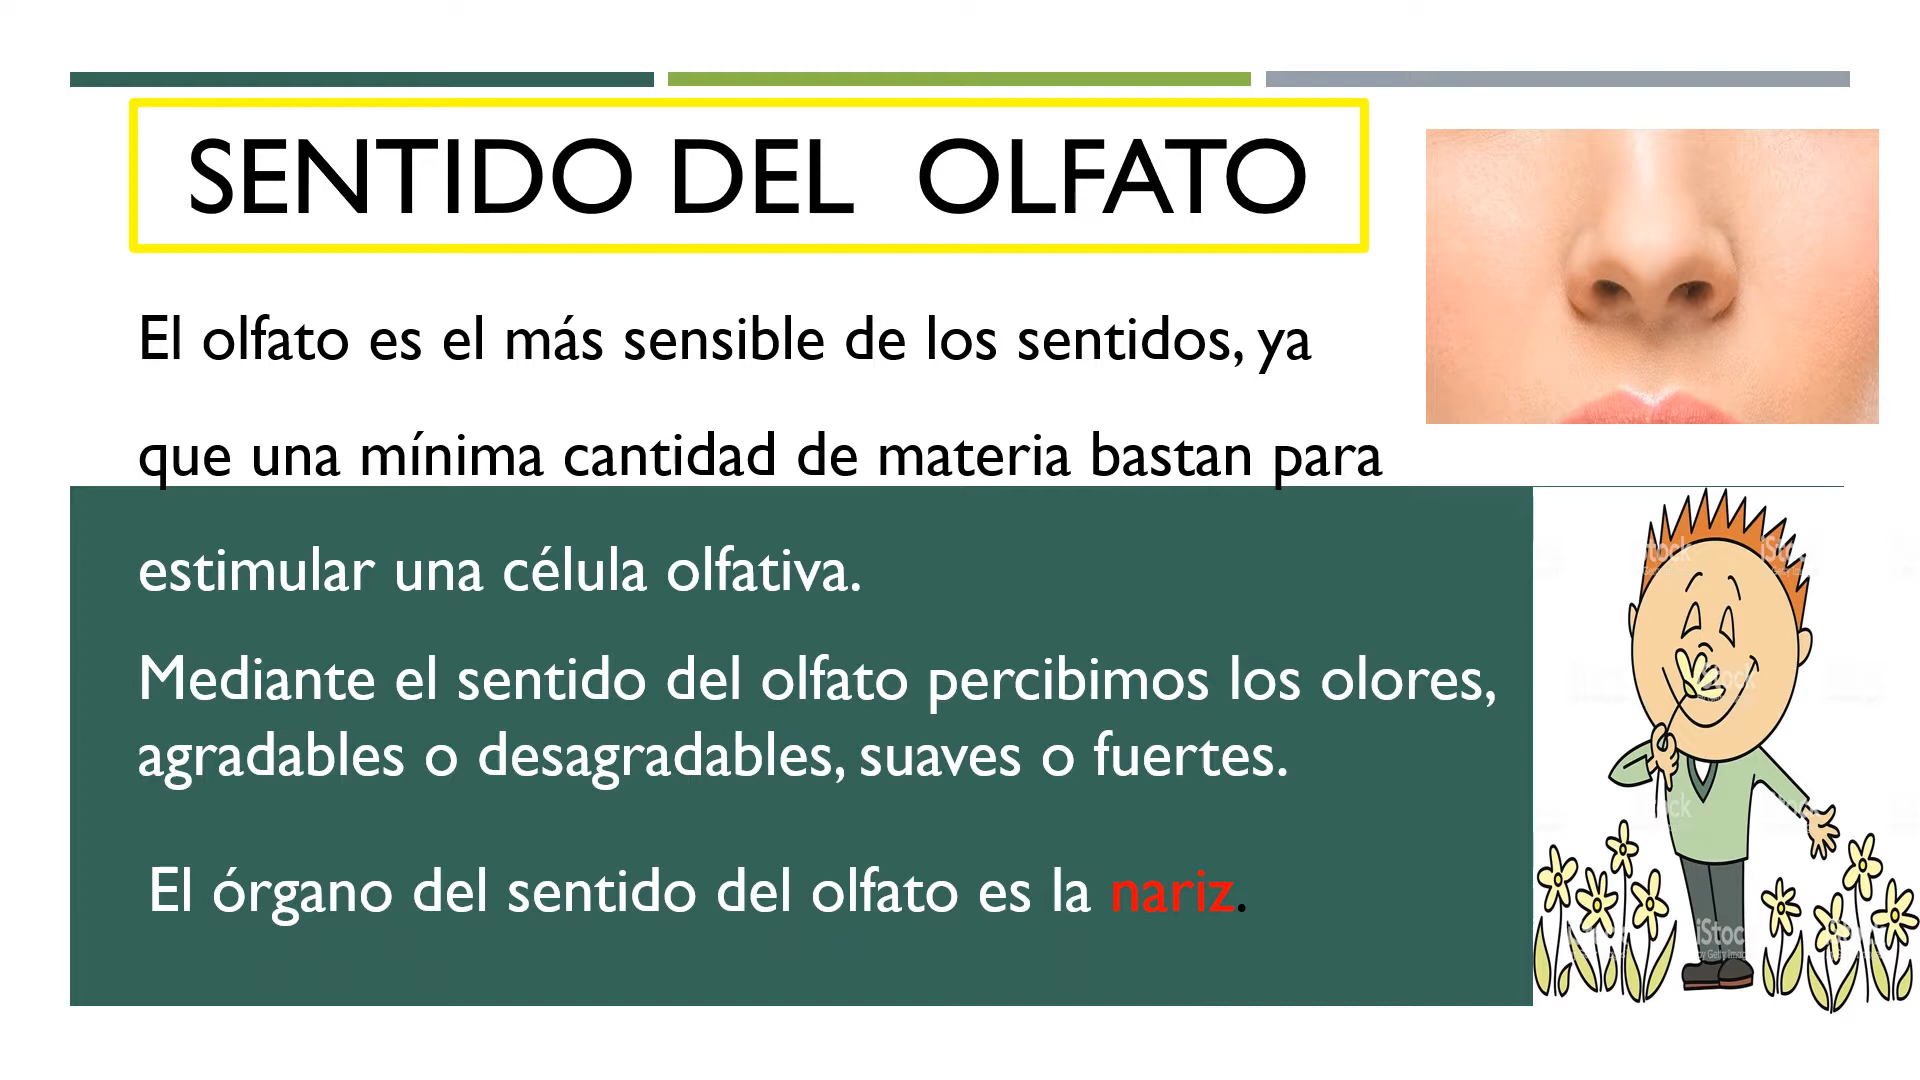 SENTIDO DEL OLFATO
El olfato es el más sensible de los sentidos, ya
que una mínima cantidad de materia bastan para
estimular una célula olfativa.
Mediante el sentido del olfato percibimos los olores,
agradables o desagradables, suaves o fuertes.
El órgano del sentido del olfato es la nariz.